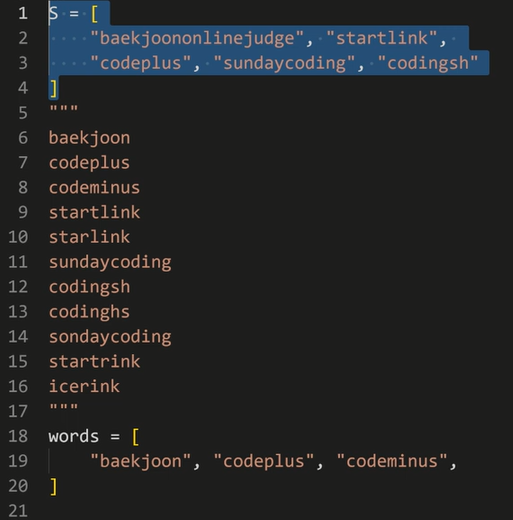 1 S = [
2     "baekjoononlinejudge", "startlink",
3     "codeplus", "sundaycoding", "codingsh"
4 ]
5 """
6 baekjoon
7 codeplus
8 codeminus
9 startlink
10 starlink
11 sundaycoding
12 codingsh
13 codinghs
14 sondaycoding
15 startrink
16 icerink
17 """
18 words = [
19     "baekjoon", "codeplus", "codeminus",
20 ]
21